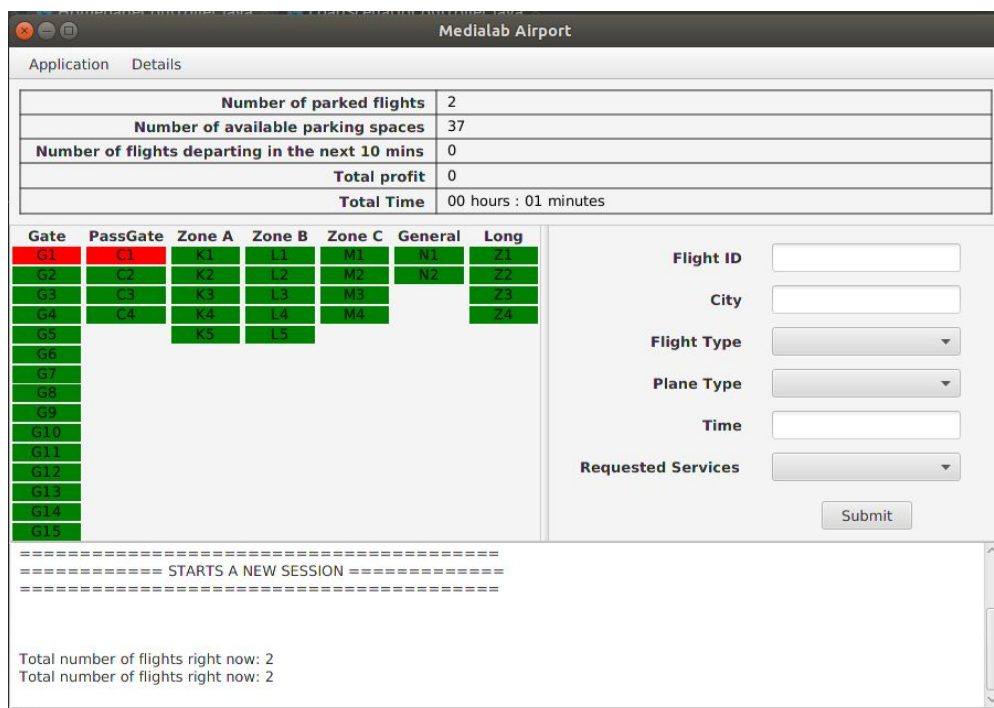 Medialab Airport
Application Details
Number of parked flights 2
Number of available parking spaces 37
Number of flights departing in the next 10 mins 0
Total profit 0
Total Time 00 hours : 01 minutes
Gate PassGate Zone A Zone B Zone C General Long
G1 C1 K1 L1 M1 N1 Z1
G2 C2 K2 L2 M2 N2 Z2
G3 C3 K3 L3 M3 Z3
G4 C4 K4 L4 M4 Z4
G5 K5 L5
G6
G7
G8
G9
G10
G11
G12
G13
G14
G15
Flight ID
City
Flight Type
Plane Type
Time
Requested Services
Submit
========================================
============ STARTS A NEW SESSION =============
========================================
Total number of flights right now: 2
Total number of flights right now: 2